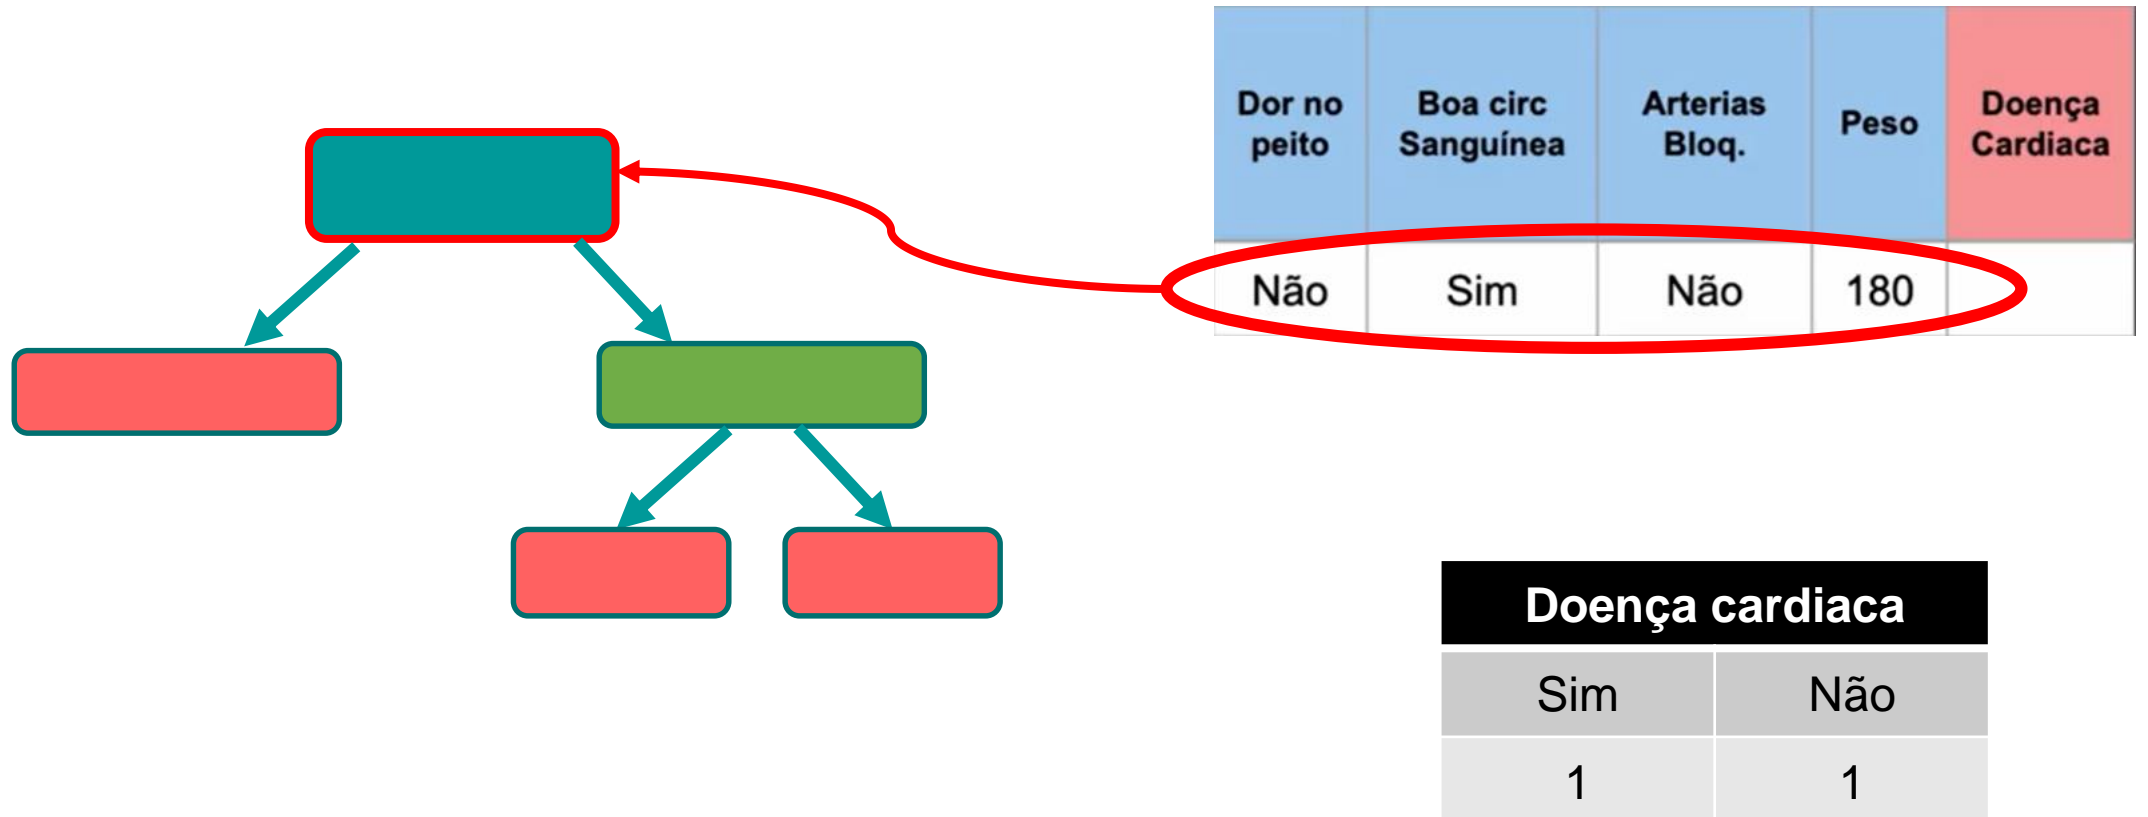 Dor no peito
Boa circ Sanguínea
Arterias Bloq.
Peso
Doença Cardiaca
Não
Sim
Não
180
Doença cardiaca
Sim
Não
1
1